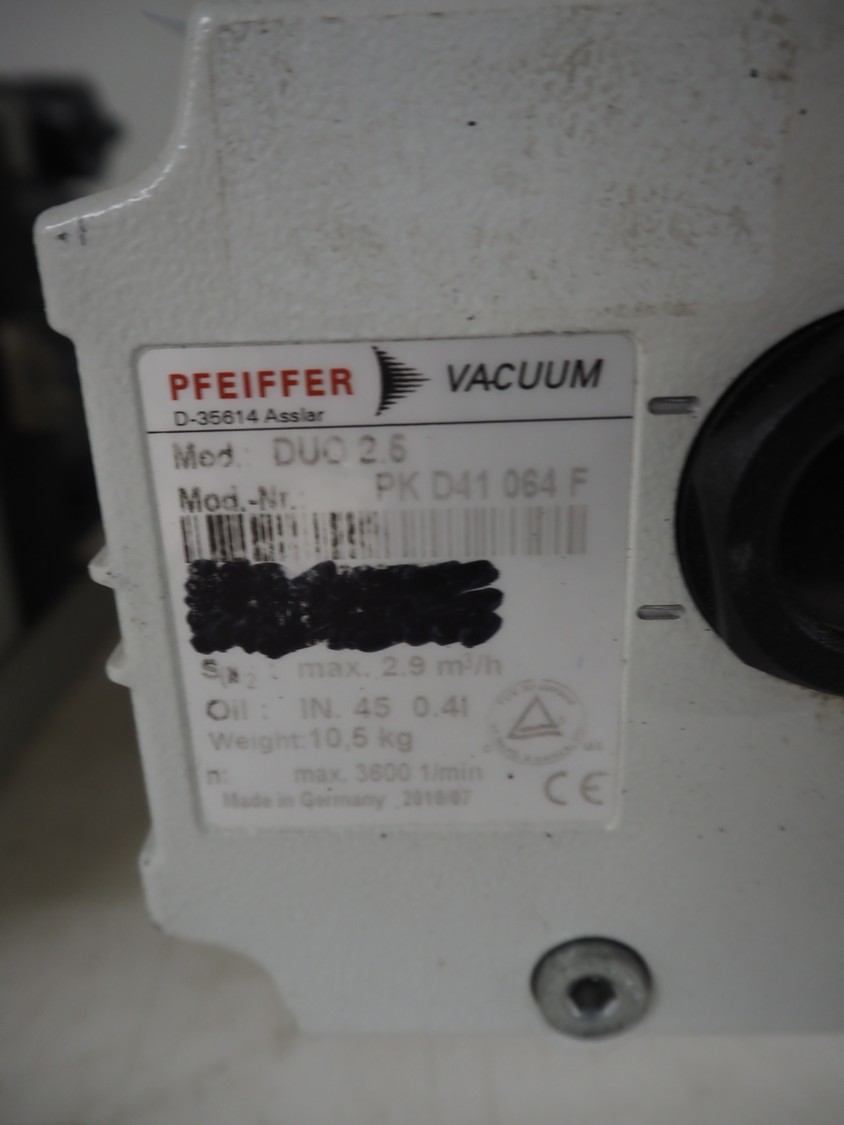 PFEIFFER VACUUM
D-35614 Asslar
Mod.: DUO 2.5
Mod.-Nr.: PK D41 064 F
max. 2.9 m³/h
Oil : IN. 45 0.4l
Weight: 10,5 kg
n: max. 3600 1/min
Made in Germany 2010/07
CE